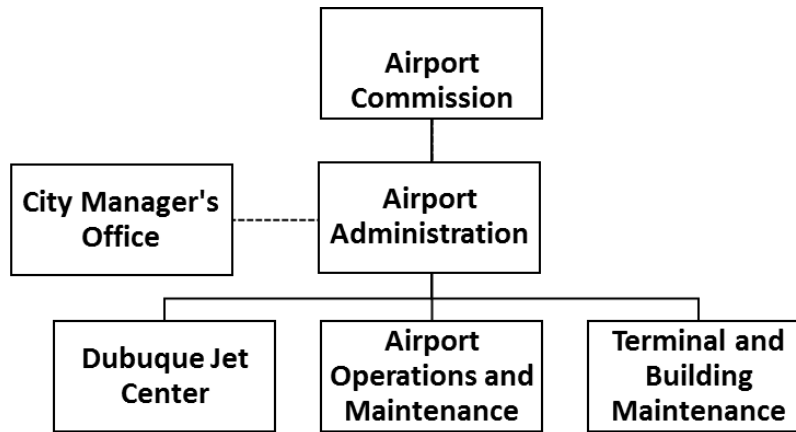 Airport
Commission
City Manager's
Office
Airport
Administration
Dubuque Jet
Center
Airport
Operations and
Maintenance
Terminal and
Building
Maintenance